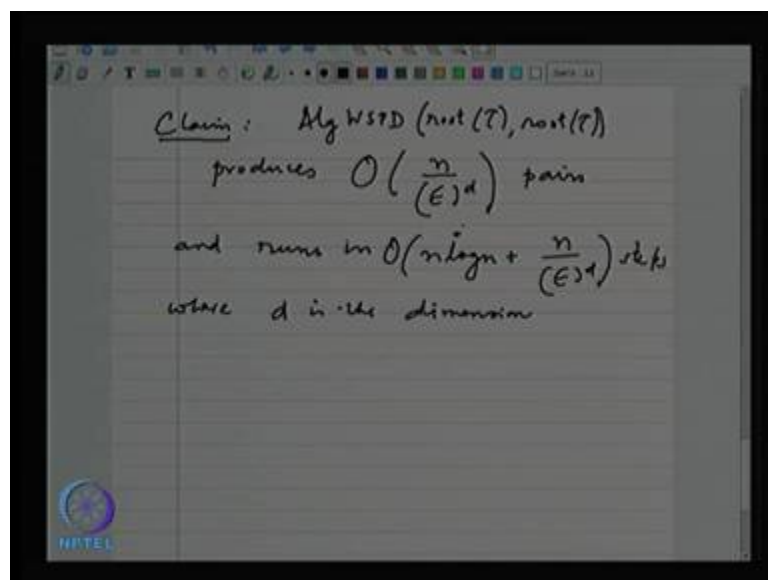 Claim: Alg WSPD (root (T), root (T))
produces O( n / (ϵ)^d ) pairs
and runs in O( n log n + n / (ϵ)^d ) steps
where d is the dimension
NPTEL